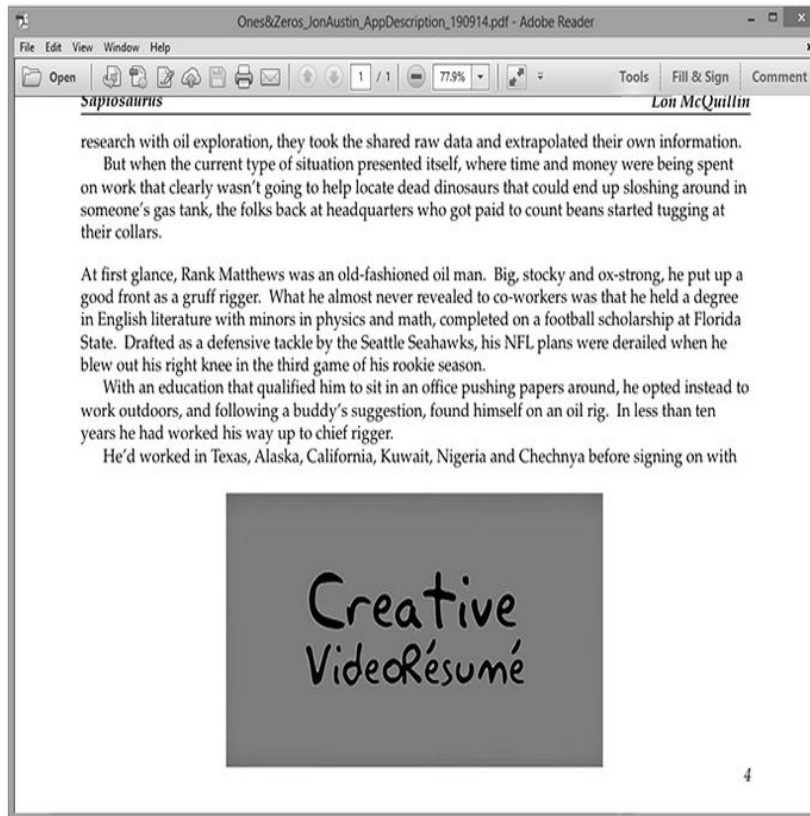 Ones&Zeros_JonAustin_AppDescription_190914.pdf - Adobe Reader
File Edit View Window Help
Open 1 / 1 77.9% Tools Fill & Sign Comment
Sapiosaurus Lon McQuillin
research with oil exploration, they took the shared raw data and extrapolated their own information.
But when the current type of situation presented itself, where time and money were being spent
on work that clearly wasn't going to help locate dead dinosaurs that could end up sloshing around in
someone's gas tank, the folks back at headquarters who got paid to count beans started tugging at
their collars.
At first glance, Rank Matthews was an old-fashioned oil man. Big, stocky and ox-strong, he put up a
good front as a gruff rigger. What he almost never revealed to co-workers was that he held a degree
in English literature with minors in physics and math, completed on a football scholarship at Florida
State. Drafted as a defensive tackle by the Seattle Seahawks, his NFL plans were derailed when he
blew out his right knee in the third game of his rookie season.
With an education that qualified him to sit in an office pushing papers around, he opted instead to
work outdoors, and following a buddy's suggestion, found himself on an oil rig. In less than ten
years he had worked his way up to chief rigger.
He'd worked in Texas, Alaska, California, Kuwait, Nigeria and Chechnya before signing on with
Creative
VideoRésumé
4